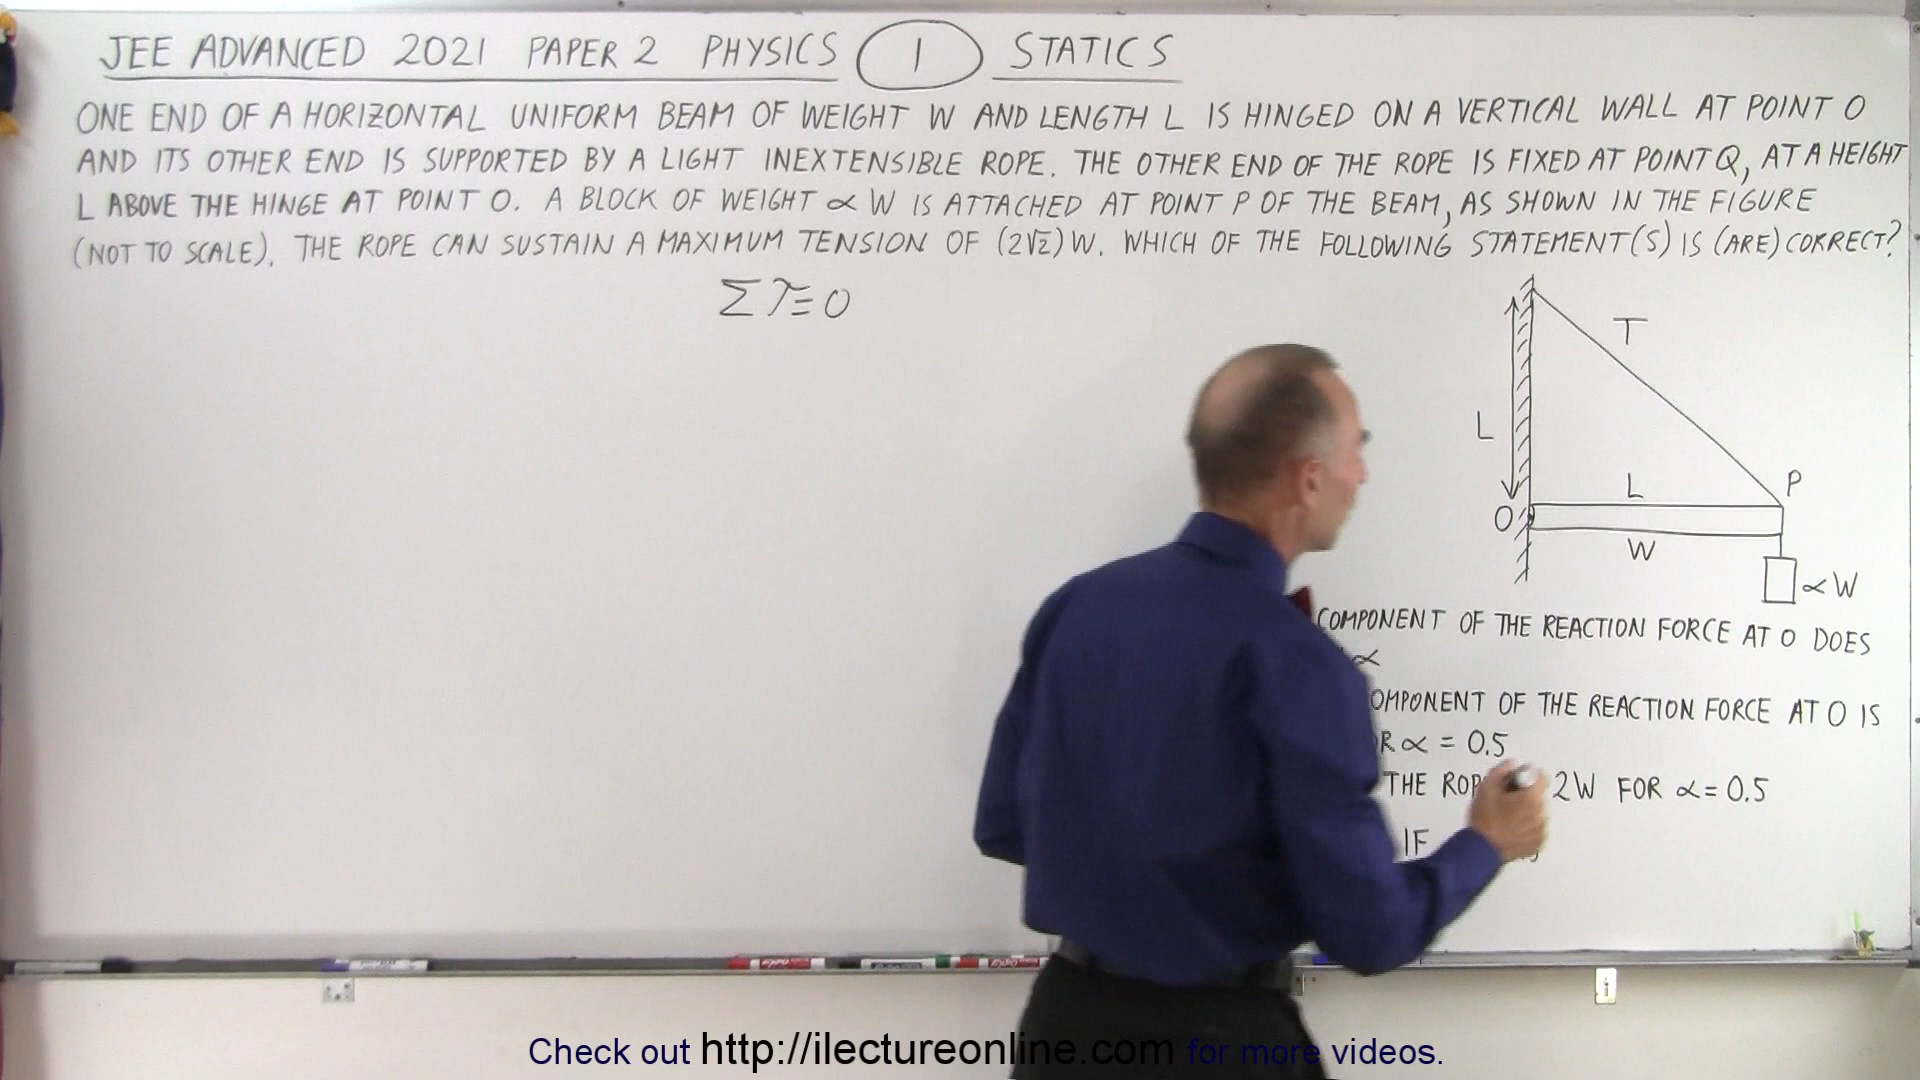 JEE ADVANCED 2021 PAPER 2 PHYSICS 1 STATICS
ONE END OF A HORIZONTAL UNIFORM BEAM OF WEIGHT W AND LENGTH L IS HINGED ON A VERTICAL WALL AT POINT O
AND ITS OTHER END IS SUPPORTED BY A LIGHT INEXTENSIBLE ROPE. THE OTHER END OF THE ROPE IS FIXED AT POINT Q, AT A HEIGHT
L ABOVE THE HINGE AT POINT O. A BLOCK OF WEIGHT ∝ W IS ATTACHED AT POINT P OF THE BEAM, AS SHOWN IN THE FIGURE
(NOT TO SCALE). THE ROPE CAN SUSTAIN A MAXIMUM TENSION OF (2√2)W. WHICH OF THE FOLLOWING STATEMENT(S) IS (ARE) CORRECT?
Σ τ = 0
T
L
L
P
O
W
∝ W
COMPONENT OF THE REACTION FORCE AT O DOES
∝
COMPONENT OF THE REACTION FORCE AT O IS
∝ = 0.5
THE 2W FOR ∝ = 0.5
IF
Check out http://ilectureonline.com for more videos.